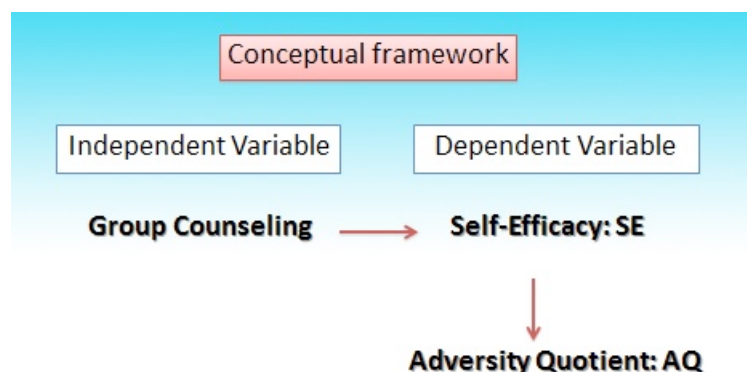 Conceptual framework
Independent Variable
Dependent Variable
Group Counseling
Self-Efficacy: SE
Adversity Quotient: AQ